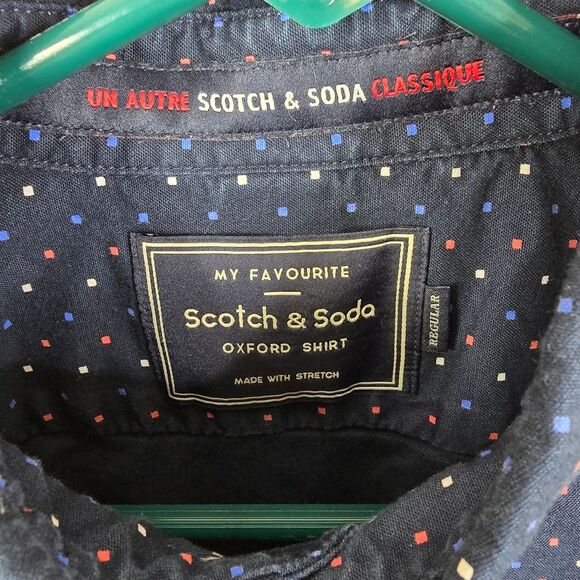 UN AUTRE SCOTCH & SODA CLASSIQUE
MY FAVOURITE
Scotch & Soda
OXFORD SHIRT
MADE WITH STRETCH
REGULAR